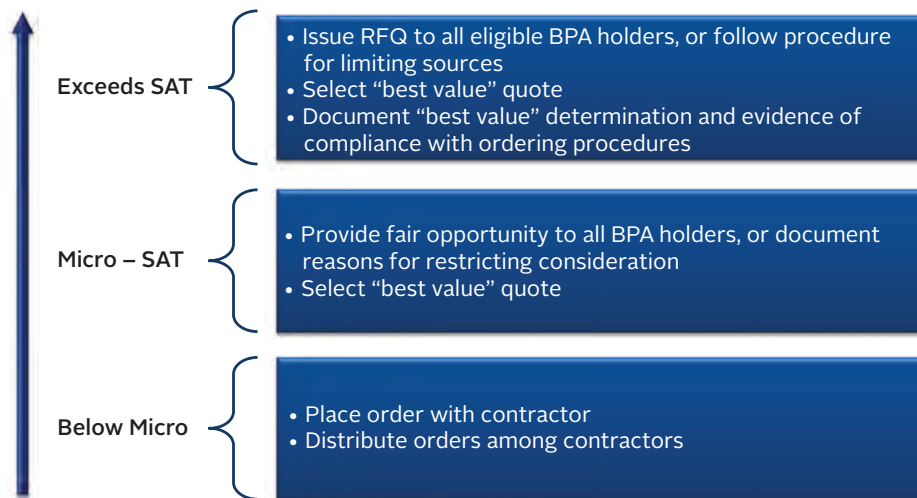 Exceeds SAT
• Issue RFQ to all eligible BPA holders, or follow procedure
for limiting sources
• Select “best value” quote
• Document “best value” determination and evidence of
compliance with ordering procedures
Micro – SAT
• Provide fair opportunity to all BPA holders, or document
reasons for restricting consideration
• Select “best value” quote
Below Micro
• Place order with contractor
• Distribute orders among contractors